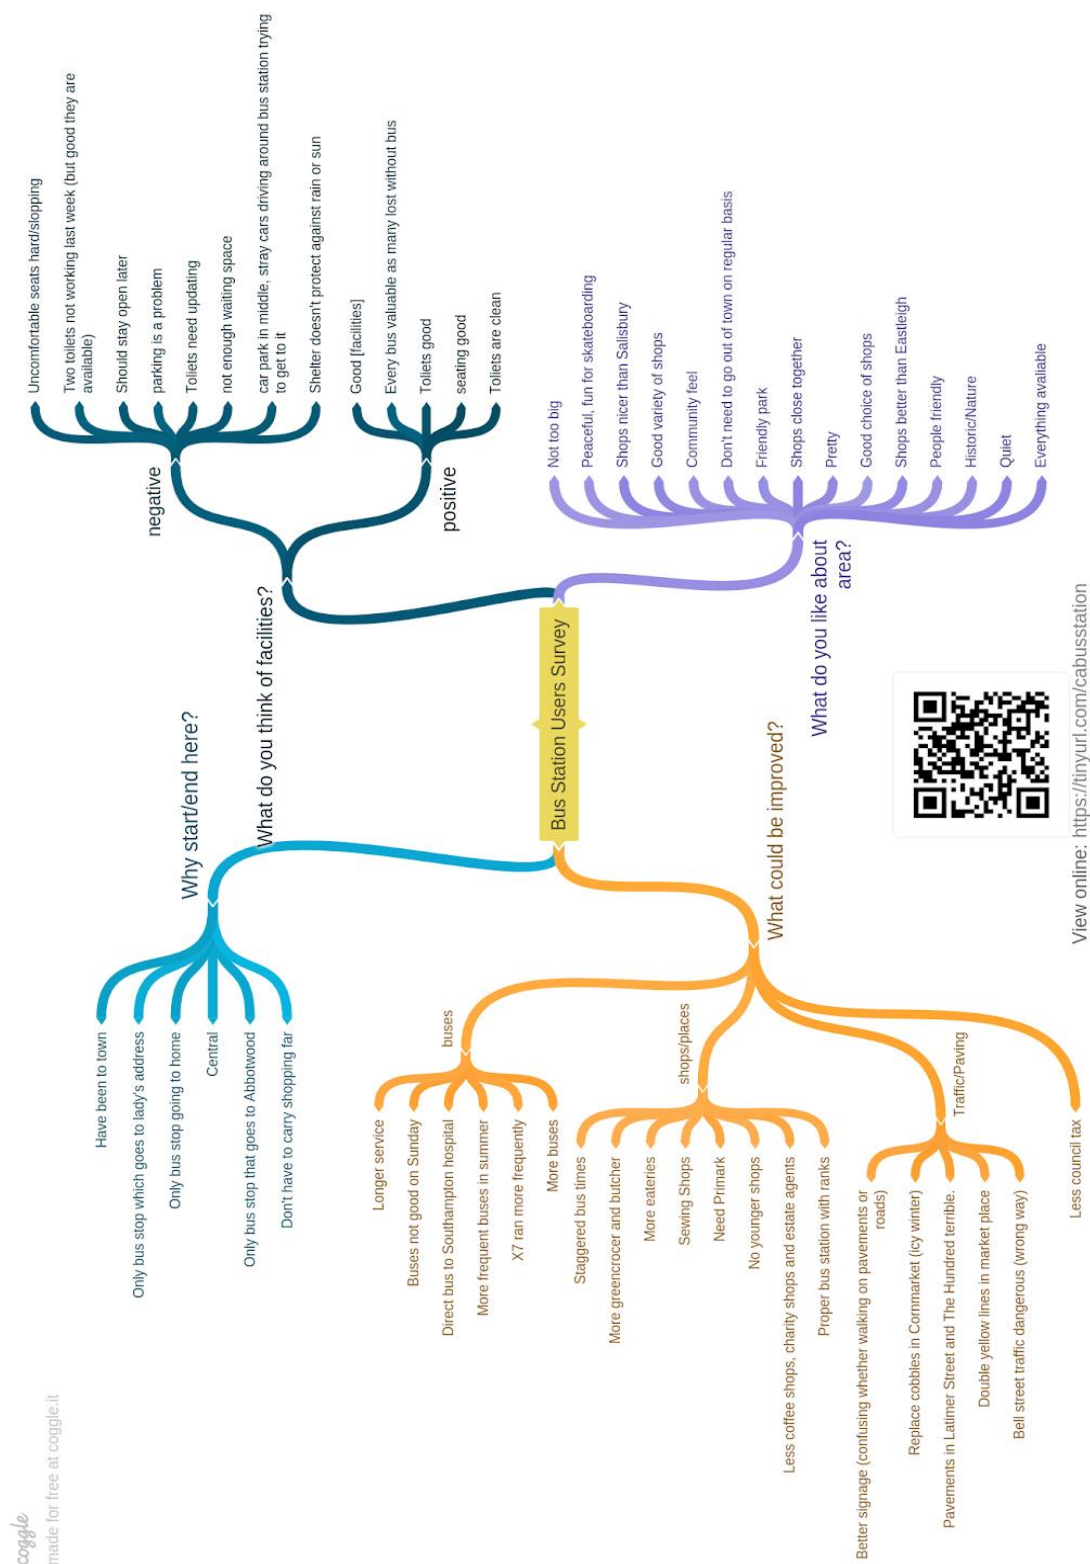 coggle
made for free at coggle.it
Bus Station Users Survey
Why start/end here?
Have been to town
Only bus stop which goes to lady's address
Only bus stop going to home
Central
Only bus stop that goes to Abbotwood
Don't have to carry shopping far
What do you think of facilities?
negative
Uncomfortable seats hard/slopping
Two toilets not working last week (but good they are
available)
Should stay open later
parking is a problem
Toliets need updating
not enough waiting space
car park in middle, stray cars driving around bus station trying
to get to it
Shelter doesn't protect against rain or sun
positive
Good [facilities]
Every bus valuable as many lost without bus
Toliets good
seating good
Toliets are clean
What do you like about
area?
Not too big
Peaceful, fun for skateboarding
Shops nicer than Salisbury
Good variety of shops
Community feel
Don't need to go out of town on regular basis
Friendly park
Shops close together
Pretty
Good choice of shops
Shops better than Eastleigh
People friendly
Historic/Nature
Quiet
Everything avaliable
What could be improved?
buses
Longer service
Buses not good on Sunday
Direct bus to Southampton hospital
More frequent buses in summer
X7 ran more frequently
More buses
shops/places
Staggered bus times
More greencrocer and butcher
More eateries
Sewing Shops
Need Primark
No younger shops
Less coffee shops, charity shops and estate agents
Proper bus station with ranks
Traffic/Paving
Better signage (confusing whether walking on pavements or
roads)
Replace cobbles in Cornmarket (icy winter)
Pavements in Latimer Street and The Hundred terrible.
Double yellow lines in market place
Bell street traffic dangerous (wrong way)
Less council tax
View online: https://tinyurl.com/cabusstation